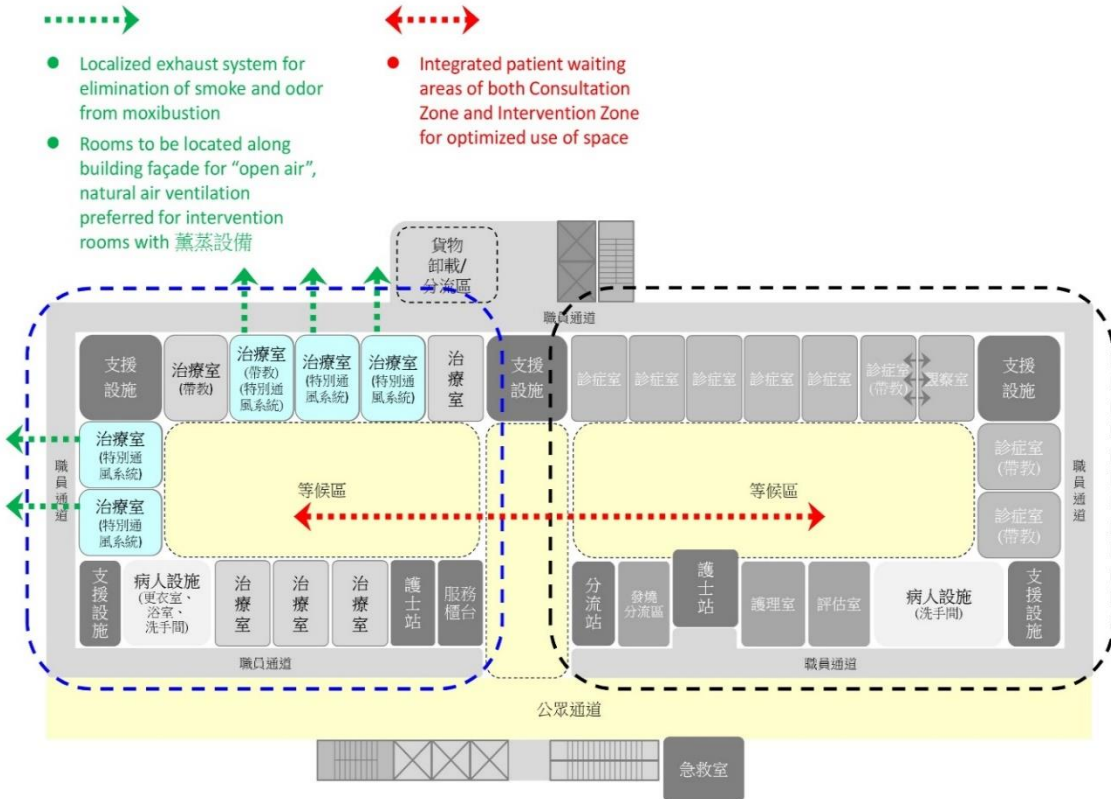 Localized exhaust system for
elimination of smoke and odor
from moxibustion
Rooms to be located along
building façade for “open air”,
natural air ventilation
preferred for intervention
rooms with 薰蒸設備
Integrated patient waiting
areas of both Consultation
Zone and Intervention Zone
for optimized use of space
貨物
卸載/
分流區
職員通道
支援
設施
治療室
(帶教)
治療室
(帶教)
(特別通
風系統)
治療室
(特別通
風系統)
治療室
(特別通
風系統)
治
療
室
支援
設施
診症室
診症室
診症室
診症室
診症室
診症室
(帶教)
觀察室
支援
設施
治療室
(特別通
風系統)
治療室
(特別通
風系統)
職
員
通
道
等候區
等候區
診症室
(帶教)
診症室
(帶教)
職
員
通
道
支
援
設
施
病人設施
(更衣室、
浴室、
洗手間)
治
療
室
治
療
室
治
療
室
護
士
站
服務
櫃台
分
流
站
發燒
分流區
護
士
站
護理室
評估室
病人設施
(洗手間)
支
援
設
施
職員通道
職員通道
公眾通道
急救室